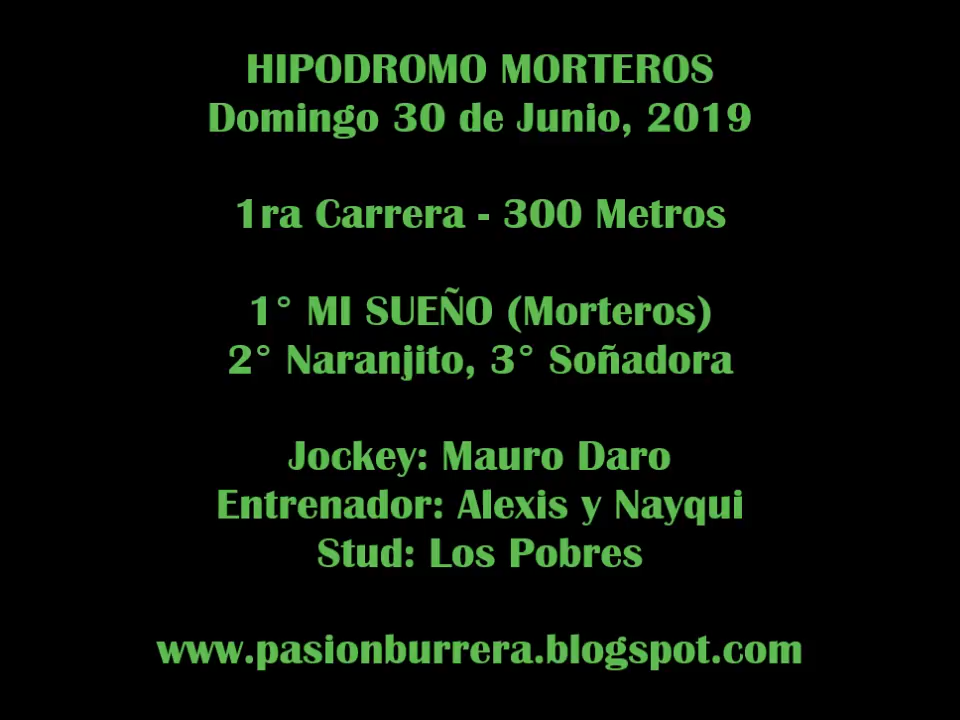 HIPODROMO MORTEROS
Domingo 30 de Junio, 2019
1ra Carrera - 300 Metros
1° MI SUEÑO (Morteros)
2° Naranjito, 3° Soñadora
Jockey: Mauro Daro
Entrenador: Alexis y Nayqui
Stud: Los Pobres
www.pasionburrera.blogspot.com